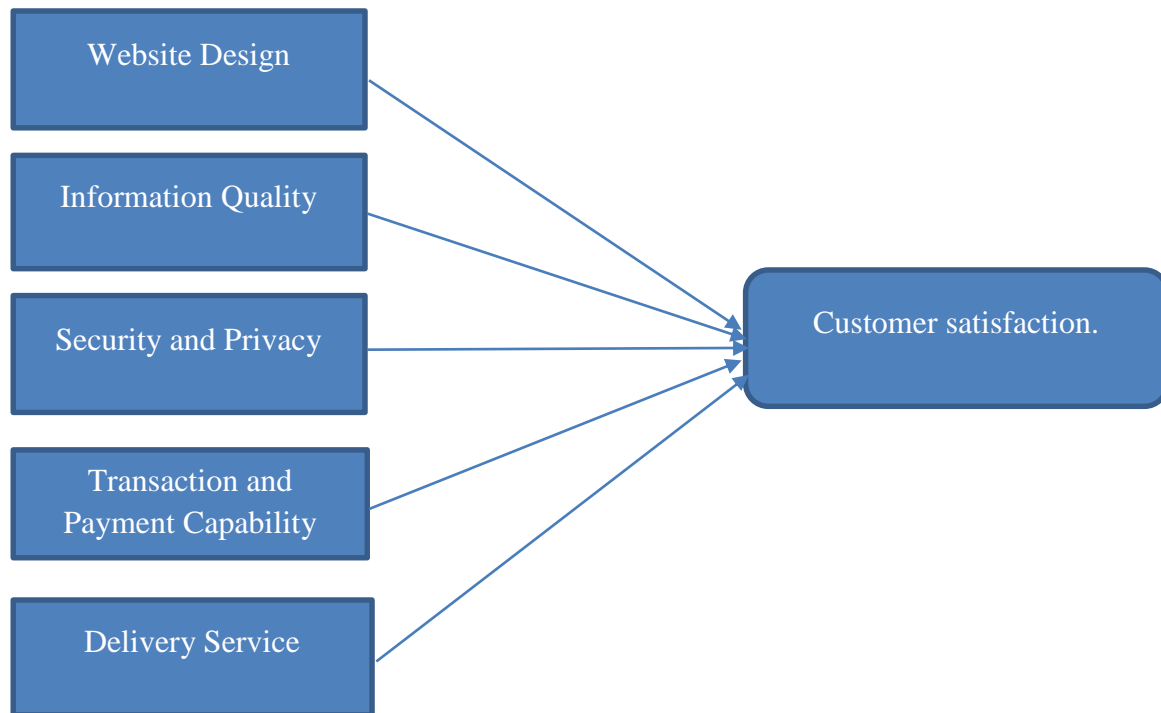 Website Design
Information Quality
Security and Privacy
Transaction and
Payment Capability
Delivery Service
Customer satisfaction.